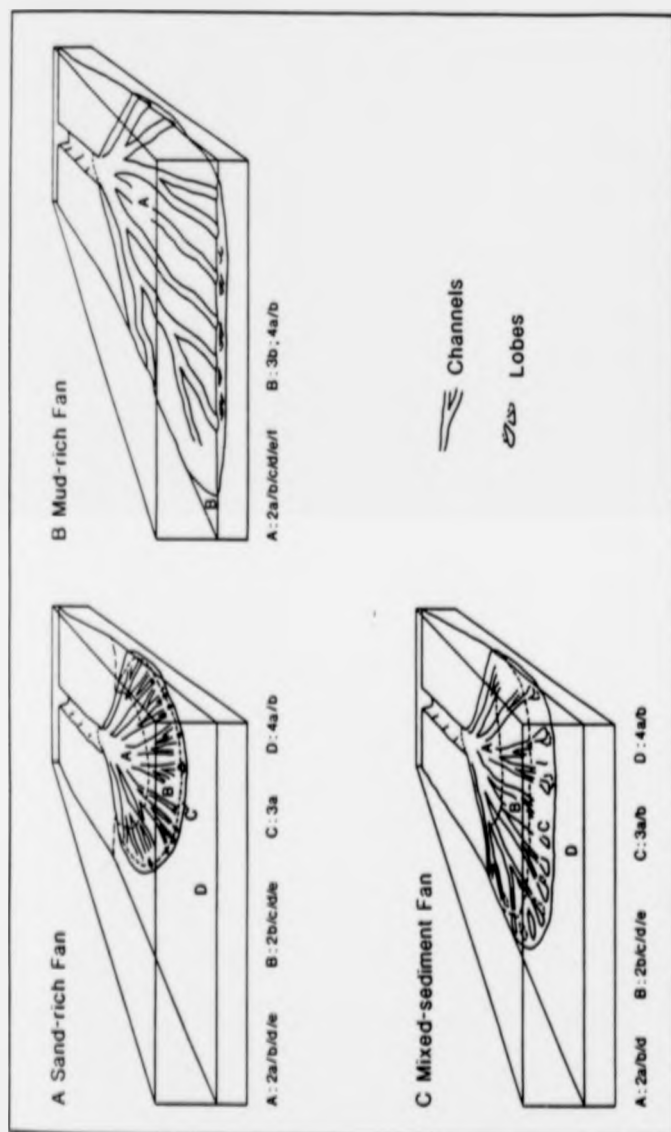 A Sand-rich Fan
A
B
C
D
A: 2a/b/d/e B: 2b/c/d/e C: 3a D: 4a/b
B Mud-rich Fan
A
B
A: 2a/b/c/d/e/f B: 3b; 4a/b
C Mixed-sediment Fan
A
B
C
D
A: 2a/b/d B: 2b/c/d/e C: 3a/b D: 4a/b
Channels
Lobes